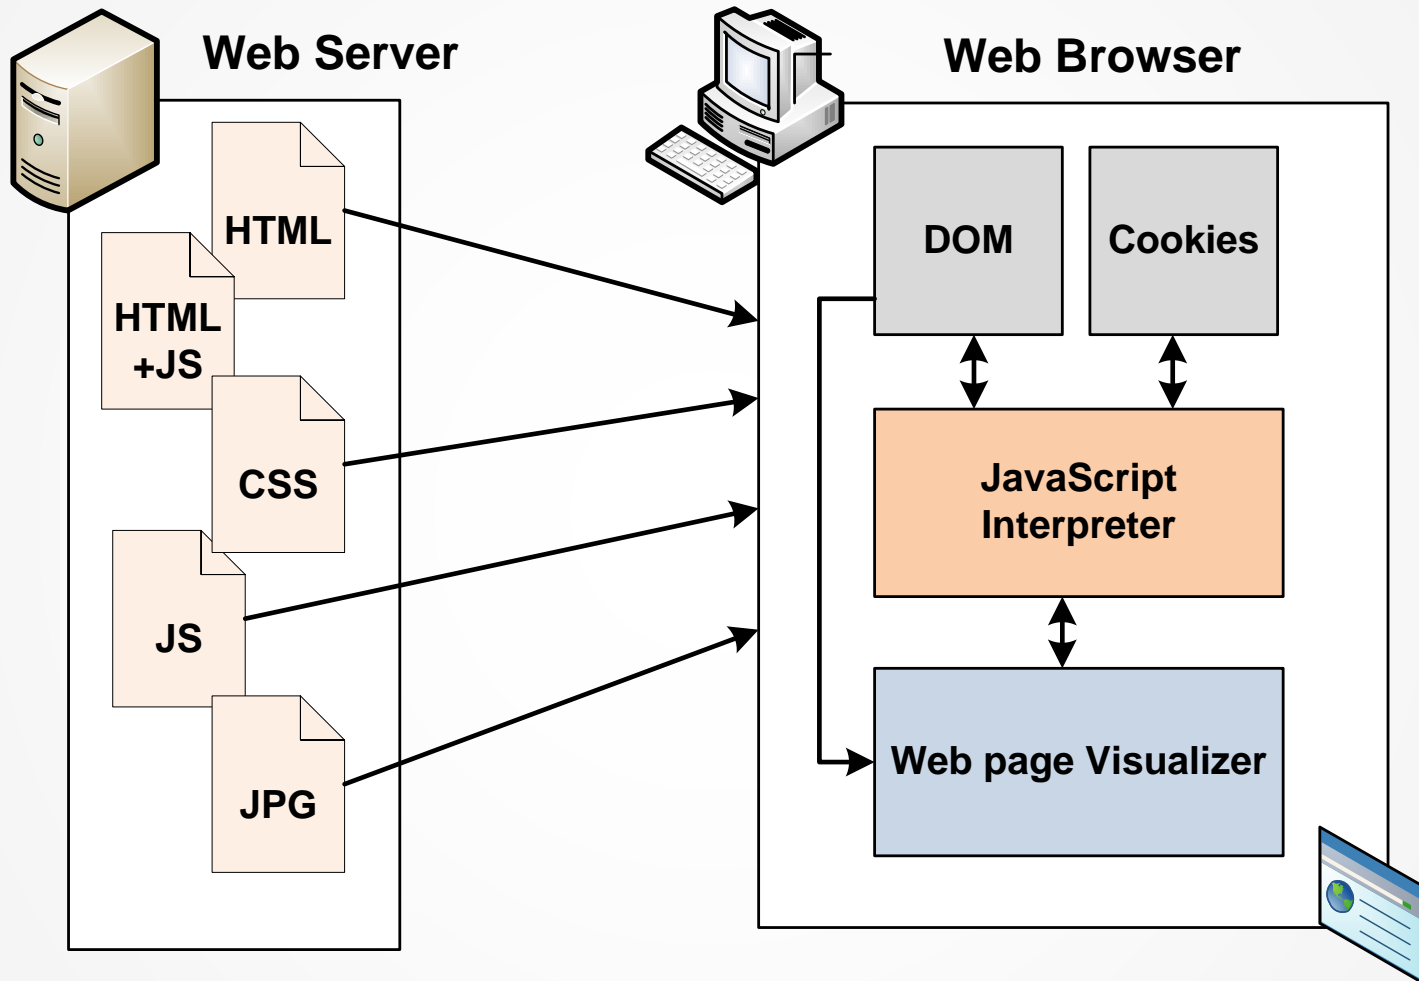 Web Server
HTML
HTML
+JS
CSS
JS
JPG
Web Browser
DOM
Cookies
JavaScript
Interpreter
Web page Visualizer